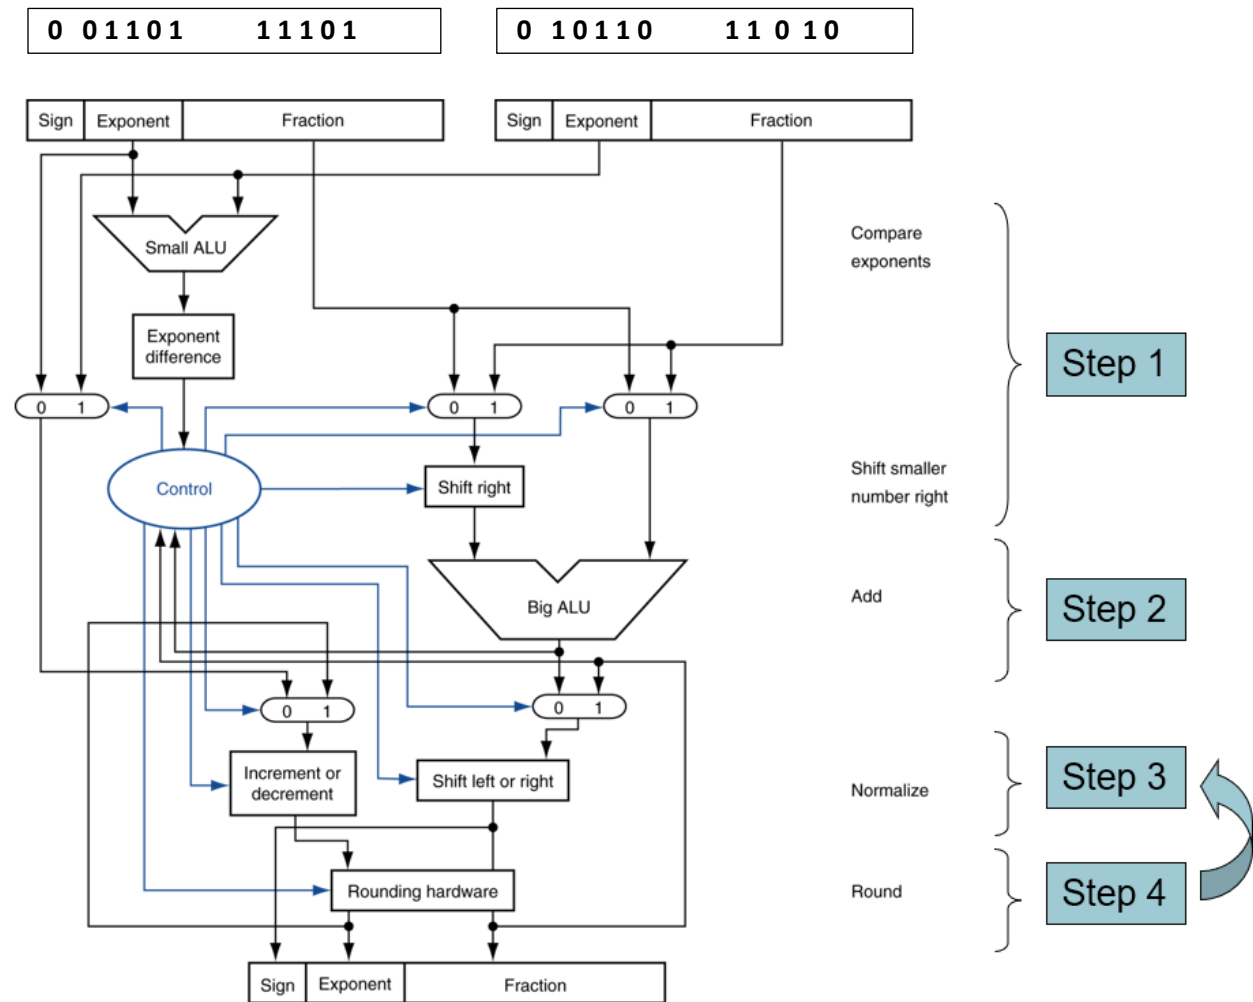 0 01101 11101
0 10110 11010
Sign Exponent Fraction
Sign Exponent Fraction
Small ALU
Compare
exponents
Exponent
difference
Step 1
0 1
0 1
0 1
Control
Shift right
Shift smaller
number right
Big ALU
Add
Step 2
0 1
0 1
Increment or
decrement
Shift left or right
Normalize
Step 3
Rounding hardware
Round
Step 4
Sign Exponent Fraction